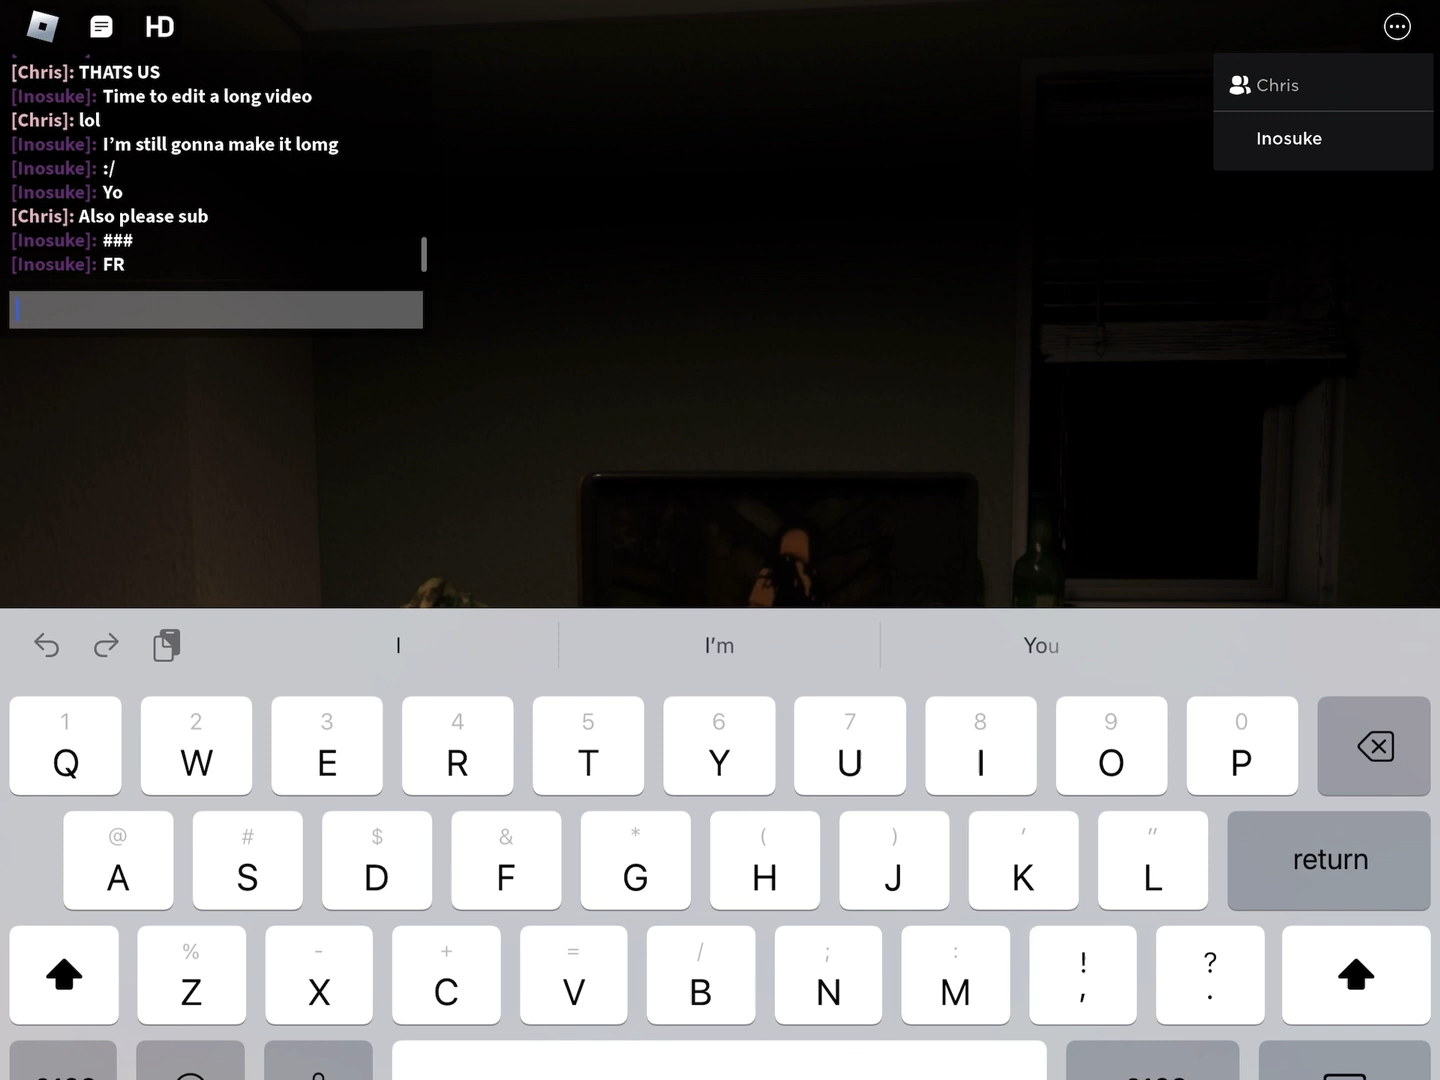 HD
[Chris]: THATS US
[Inosuke]: Time to edit a long video
[Chris]: lol
[Inosuke]: I’m still gonna make it lomg
[Inosuke]: :/
[Inosuke]: Yo
[Chris]: Also please sub
[Inosuke]: ###
[Inosuke]: FR
Chris
Inosuke
I I’m You
1 2 3 4 5 6 7 8 9 0
Q W E R T Y U I O P
@ # $ & * ( ) ' "
A S D F G H J K L return
% - + = / ; : ! ?
Z X C V B N M , .